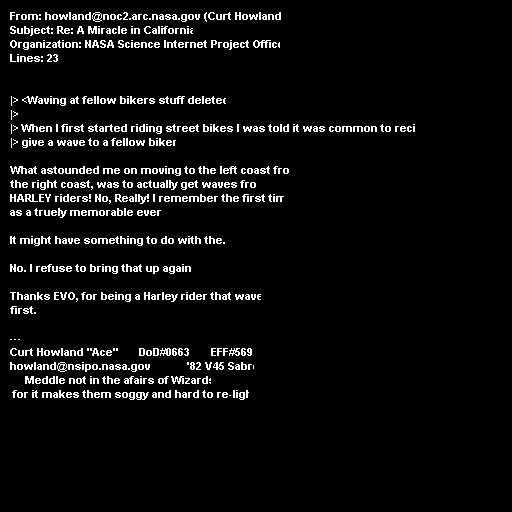 From: howland@noc2.arc.nasa.gov (Curt Howland
Subject: Re: A Miracle in California
Organization: NASA Science Internet Project Office
Lines: 23
|> <Waving at fellow bikers stuff deleted
|>
|> When I first started riding street bikes I was told it was common to reci
|> give a wave to a fellow biker
What astounded me on moving to the left coast fro
the right coast, was to actually get waves fro
HARLEY riders! No, Really! I remember the first tim
as a truely memorable ever
It might have something to do with the.
No. I refuse to bring that up again
Thanks EVO, for being a Harley rider that wave
first.
---
Curt Howland "Ace" DoD#0663 EFF#569
howland@nsipo.nasa.gov '82 V45 Sabre
Meddle not in the afairs of Wizards
for it makes them soggy and hard to re-ligh